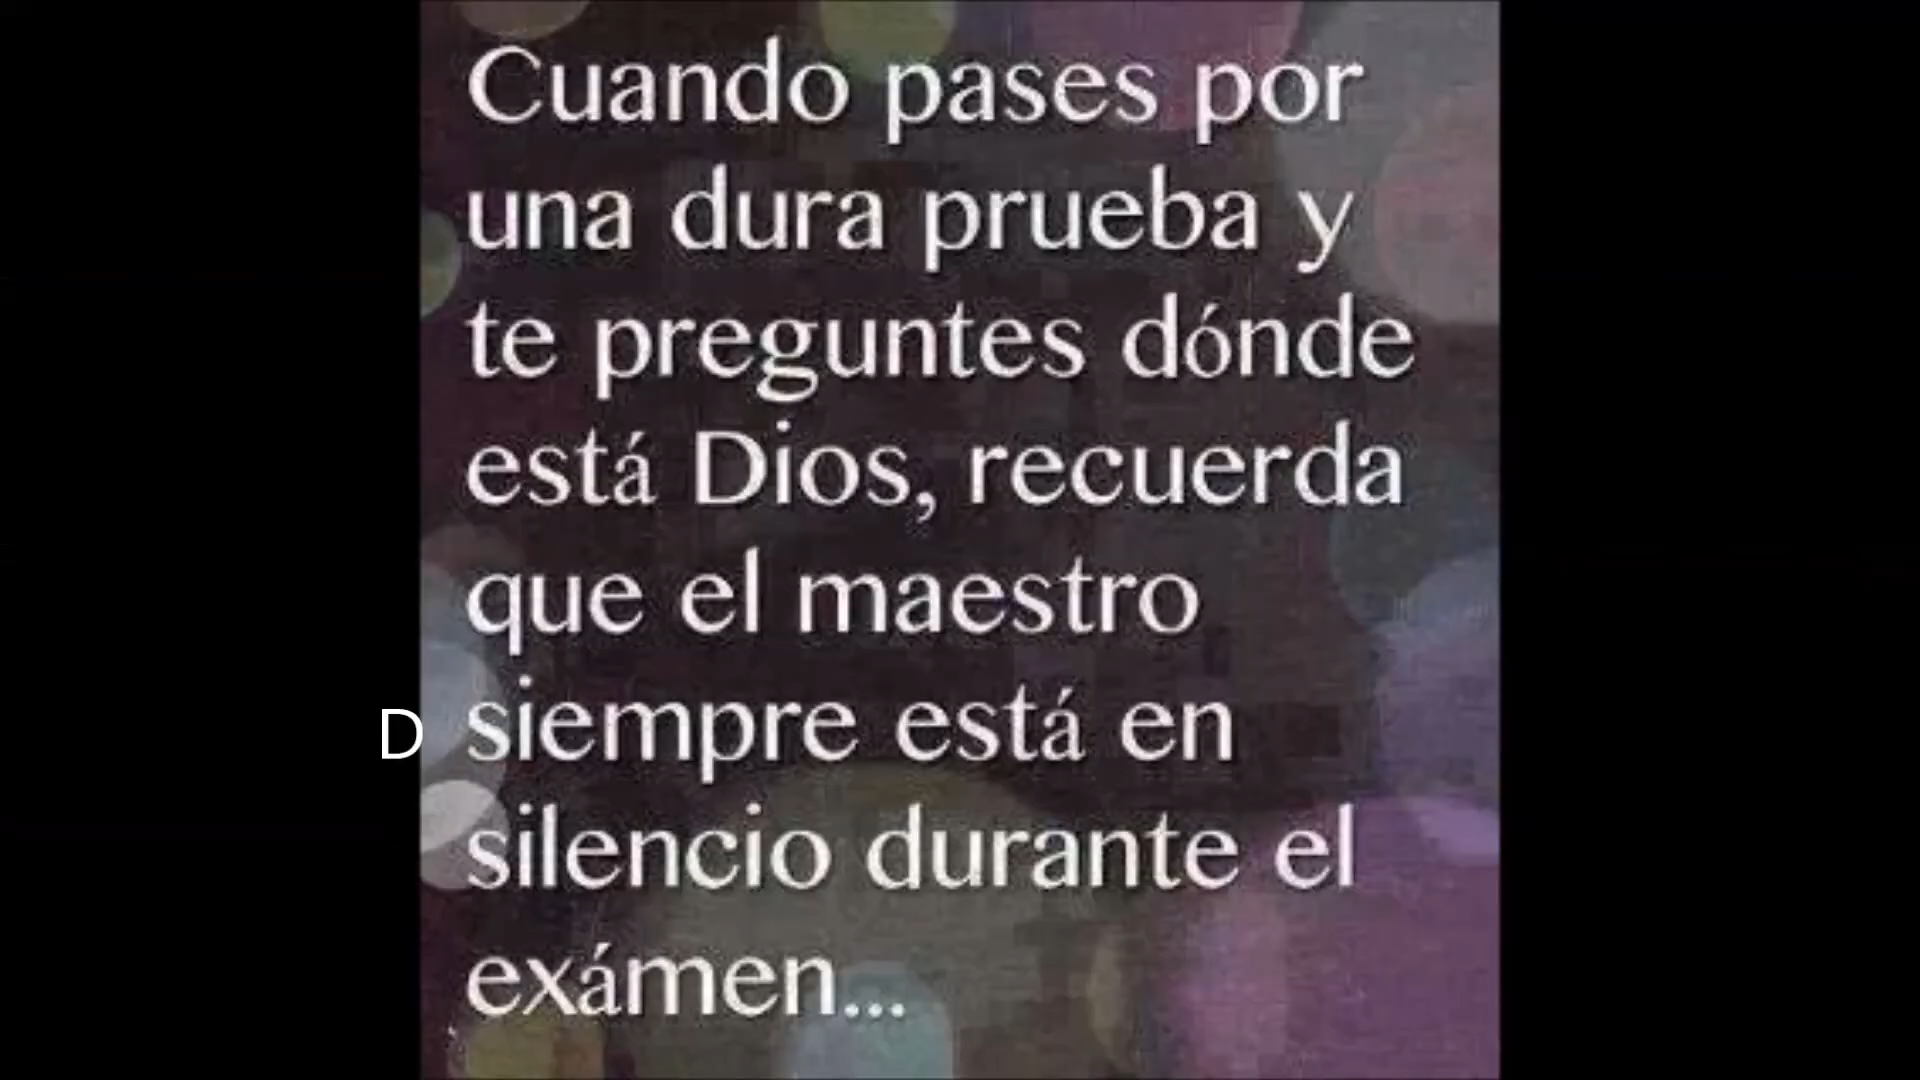 Cuando pases por
una dura prueba y
te preguntes dónde
está Dios, recuerda
que el maestro
D
siempre está en
silencio durante el
exámen...